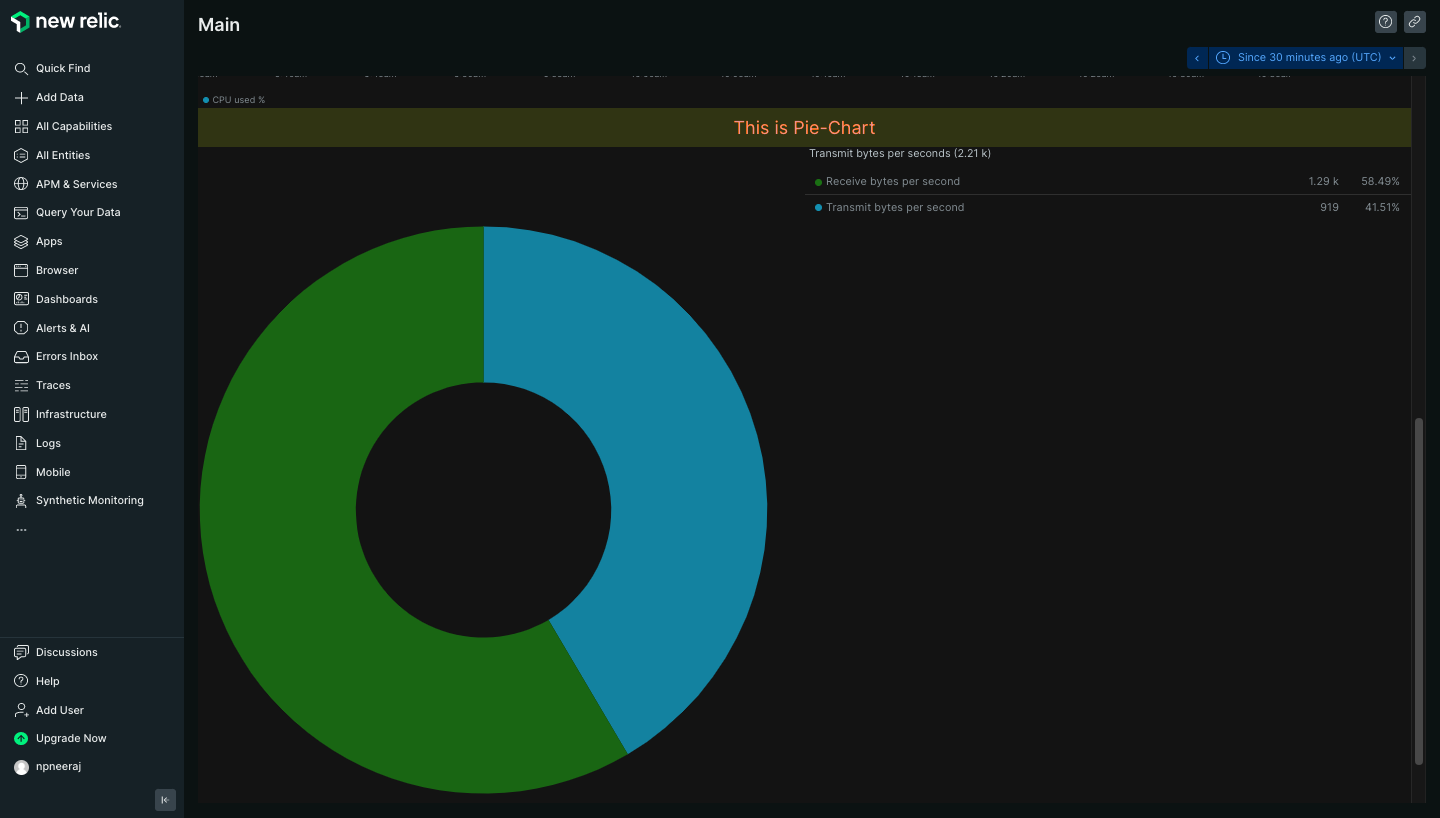 new relic.
Main
Quick Find
Add Data
All Capabilities
All Entities
APM & Services
Query Your Data
Apps
Browser
Dashboards
Alerts & AI
Errors Inbox
Traces
Infrastructure
Logs
Mobile
Synthetic Monitoring
...
Discussions
Help
Add User
Upgrade Now
npneeraj
Since 30 minutes ago (UTC)
CPU used %
This is Pie-Chart
Transmit bytes per seconds (2.21 k)
Receive bytes per second 1.29 k 58.49%
Transmit bytes per second 919 41.51%